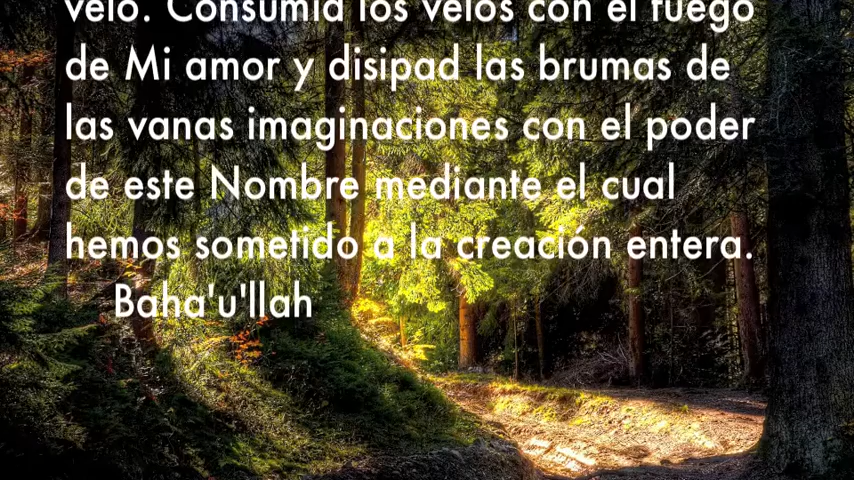 velo. Consumid los velos con el fuego
de Mi amor y disipad las brumas de
las vanas imaginaciones con el poder
de este Nombre mediante el cual
hemos sometido a la creación entera.
Baha'u'llah